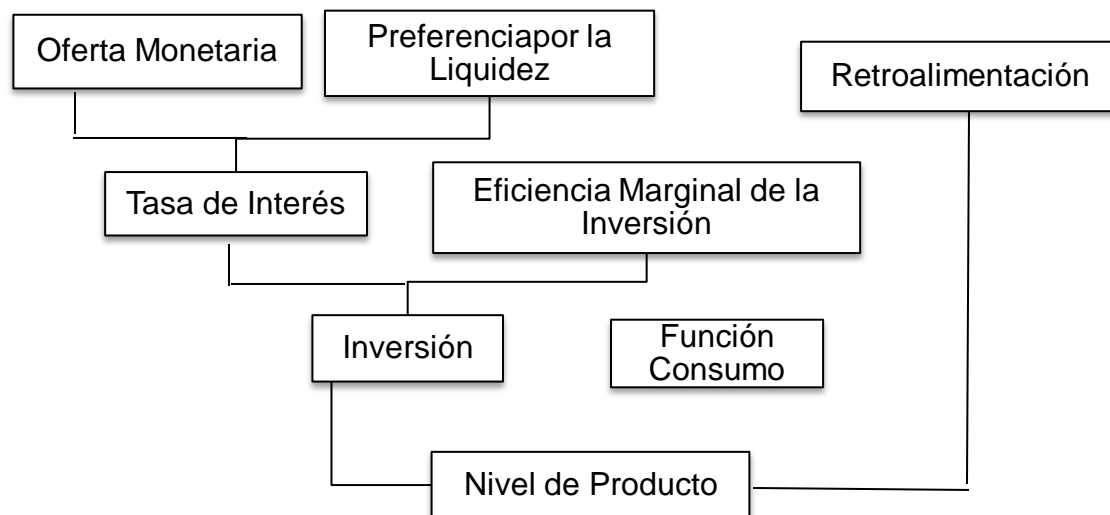 Oferta Monetaria
Preferenciapor la
Liquidez
Retroalimentación
Tasa de Interés
Eficiencia Marginal de la
Inversión
Inversión
Función
Consumo
Nivel de Producto